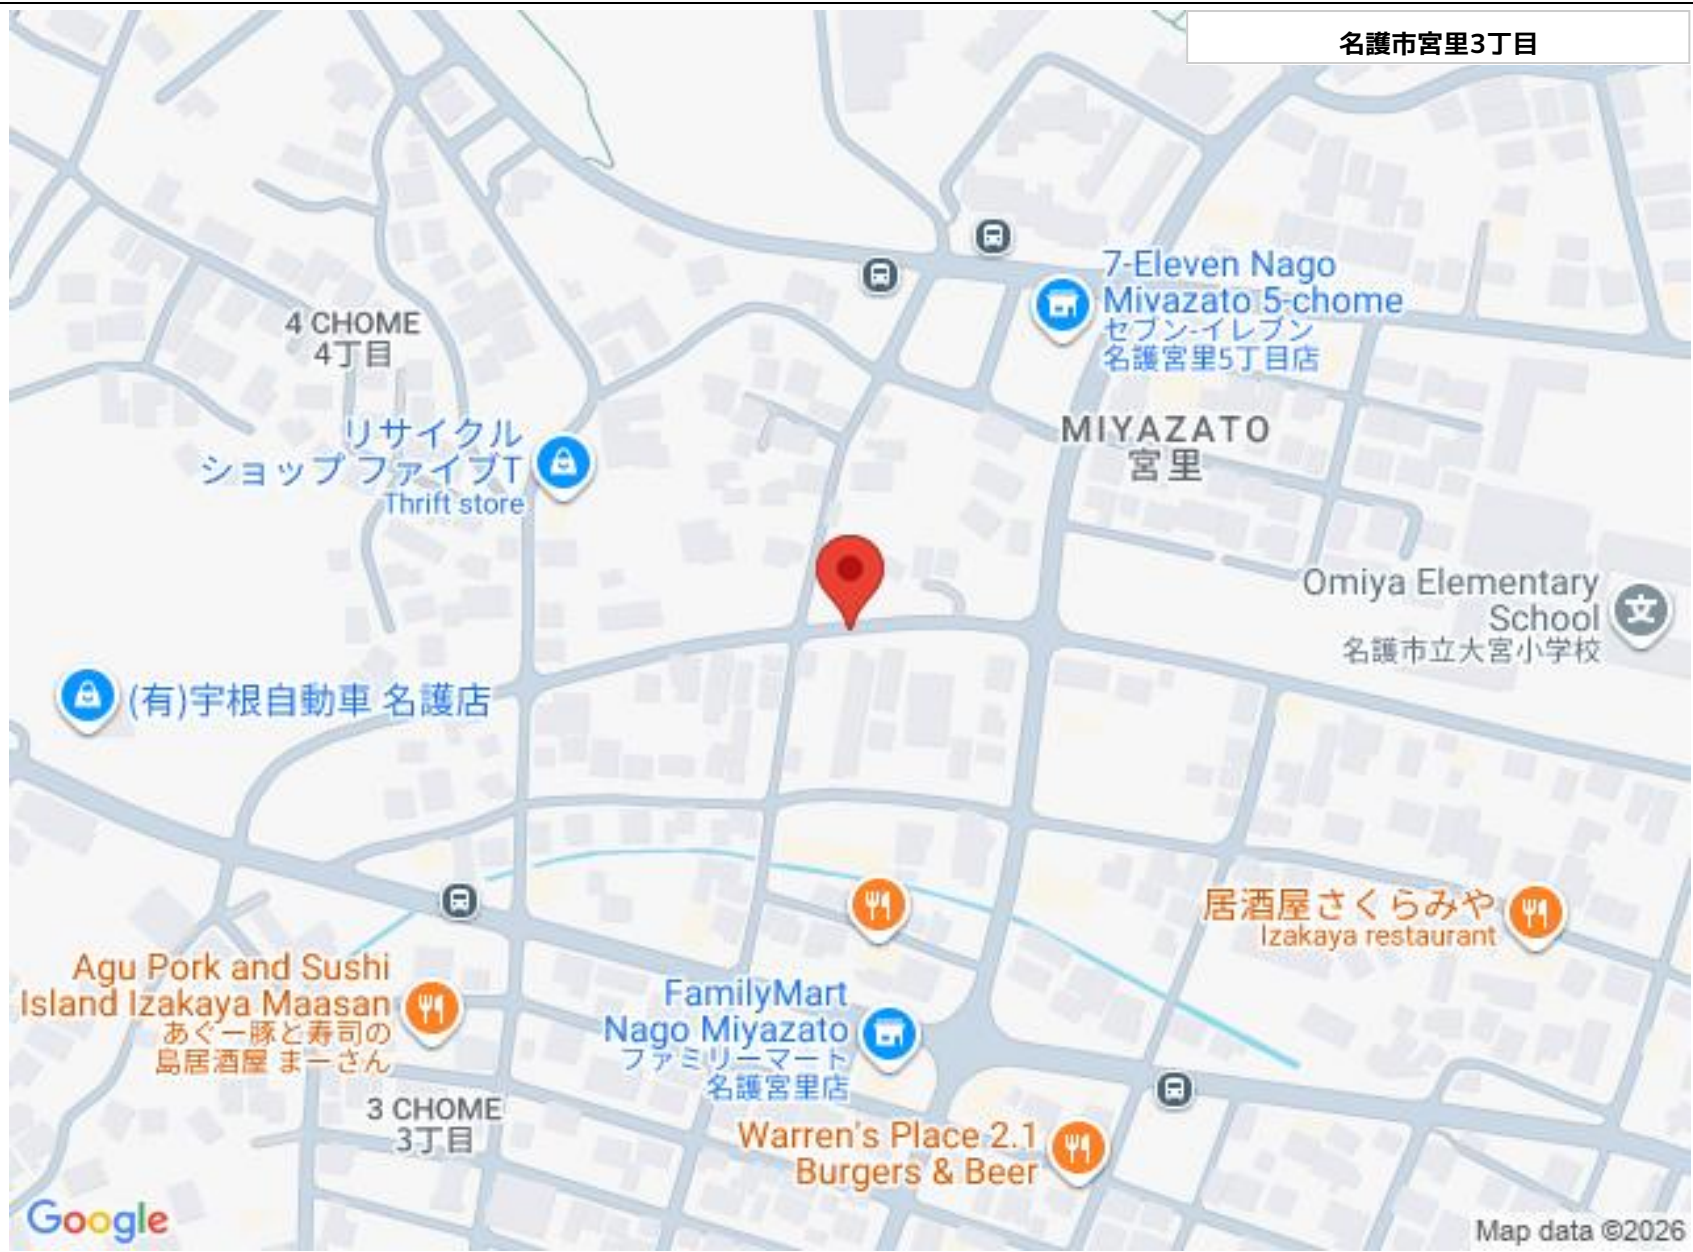 名護市宮里3丁目
7-Eleven Nago
Miyazato 5-chome
セブン-イレブン
名護宮里5丁目店
4 CHOME
4丁目
MIYAZATO
宮里
リサイクル
ショップ ファイブT
Thrift store
Omiya Elementary
School
名護市立大宮小学校
文
(有)宇根自動車 名護店
居酒屋さくらみや
Izakaya restaurant
Agu Pork and Sushi
Island Izakaya Maasan
あぐー豚と寿司の
島居酒屋 まーさん
FamilyMart
Nago Miyazato
ファミリーマート
名護宮里店
3 CHOME
3丁目
Warren's Place 2.1
Burgers & Beer
Google
Map data ©2026